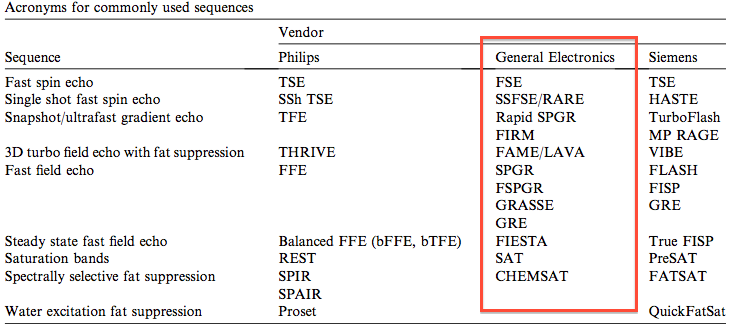 Acronyms for commonly used sequences
Vendor
Sequence Philips General Electronics Siemens
Fast spin echo TSE FSE TSE
Single shot fast spin echo SSh TSE SSFSE/RARE HASTE
Snapshot/ultrafast gradient echo TFE Rapid SPGR TurboFlash
FIRM MP RAGE
3D turbo field echo with fat suppression THRIVE FAME/LAVA VIBE
Fast field echo FFE SPGR FLASH
FSPGR FISP
GRASSE GRE
GRE
Steady state fast field echo Balanced FFE (bFFE, bTFE) FIESTA True FISP
Saturation bands REST SAT PreSAT
Spectrally selective fat suppression SPIR CHEMSAT FATSAT
SPAIR
Water excitation fat suppression Proset QuickFatSat